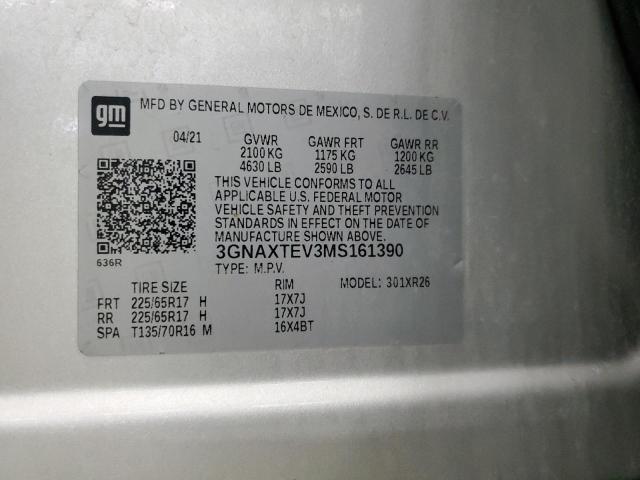 gm
MFD BY GENERAL MOTORS DE MEXICO, S. DE R.L. DE C.V.
04/21 GVWR GAWR FRT GAWR RR
2100 KG 1175 KG 1200 KG
4630 LB 2590 LB 2645 LB
THIS VEHICLE CONFORMS TO ALL
APPLICABLE U.S. FEDERAL MOTOR
VEHICLE SAFETY AND THEFT PREVENTION
STANDARDS IN EFFECT ON THE DATE OF
MANUFACTURE SHOWN ABOVE.
636R
3GNAXTEV3MS161390
TYPE: M.P.V. MODEL: 301XR26
TIRE SIZE RIM
FRT 225/65R17 H 17X7J
RR 225/65R17 H 17X7J
SPA T135/70R16 M 16X4BT